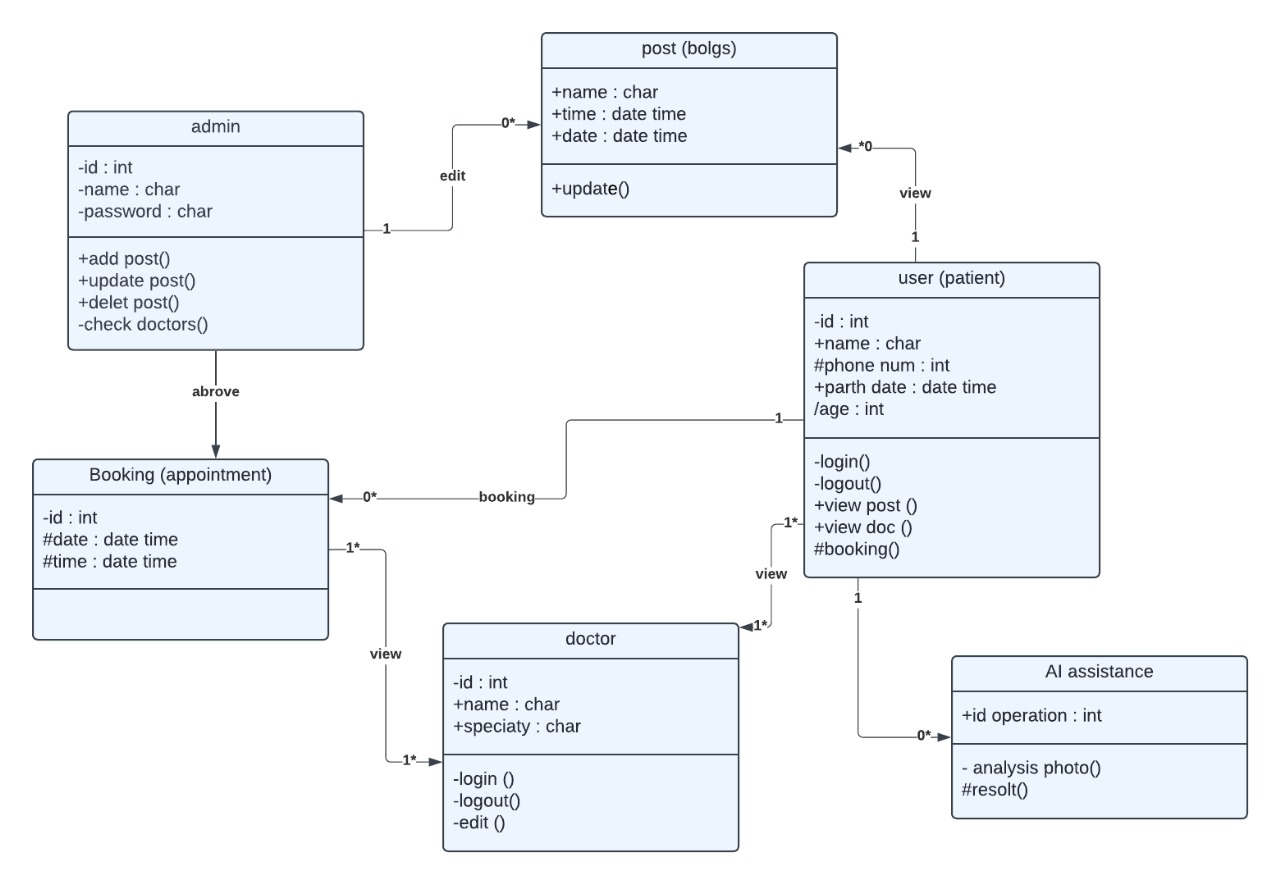 post (bolgs)
+name : char
+time : date time
+date : date time
+update()
admin
-id : int
-name : char
-password : char
+add post()
+update post()
+delet post()
-check doctors()
0*
edit
1
*0
view
1
user (patient)
-id : int
+name : char
#phone num : int
+parth date : date time
/age : int
-login()
-logout()
+view post ()
+view doc ()
#booking()
abrove
1
0*
booking
Booking (appointment)
-id : int
#date : date time
#time : date time
1*
view
1*
1*
view
1*
doctor
-id : int
+name : char
+speciaty : char
-login ()
-logout()
-edit ()
1
0*
AI assistance
+id operation : int
- analysis photo()
#resolt()